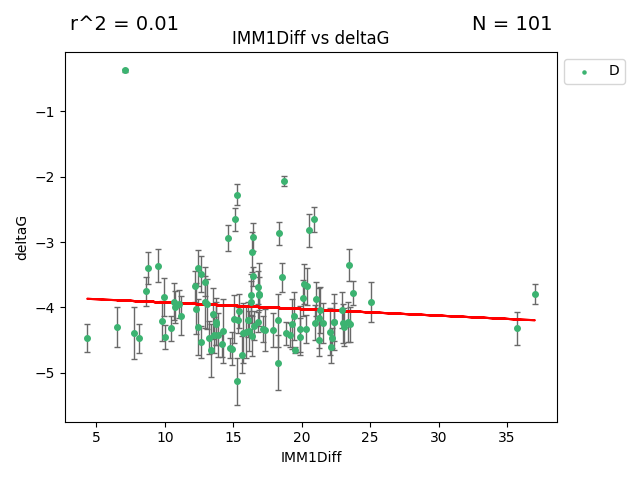 r^2 = 0.01
N = 101
IMM1Diff vs deltaG
D
deltaG
−1
−2
−3
−4
−5
5 10 15 20 25 30 35
IMM1Diff